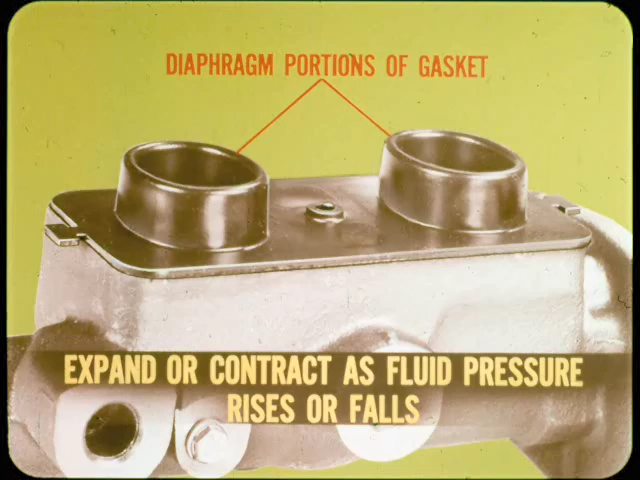 DIAPHRAGM PORTIONS OF GASKET
EXPAND OR CONTRACT AS FLUID PRESSURE
RISES OR FALLS